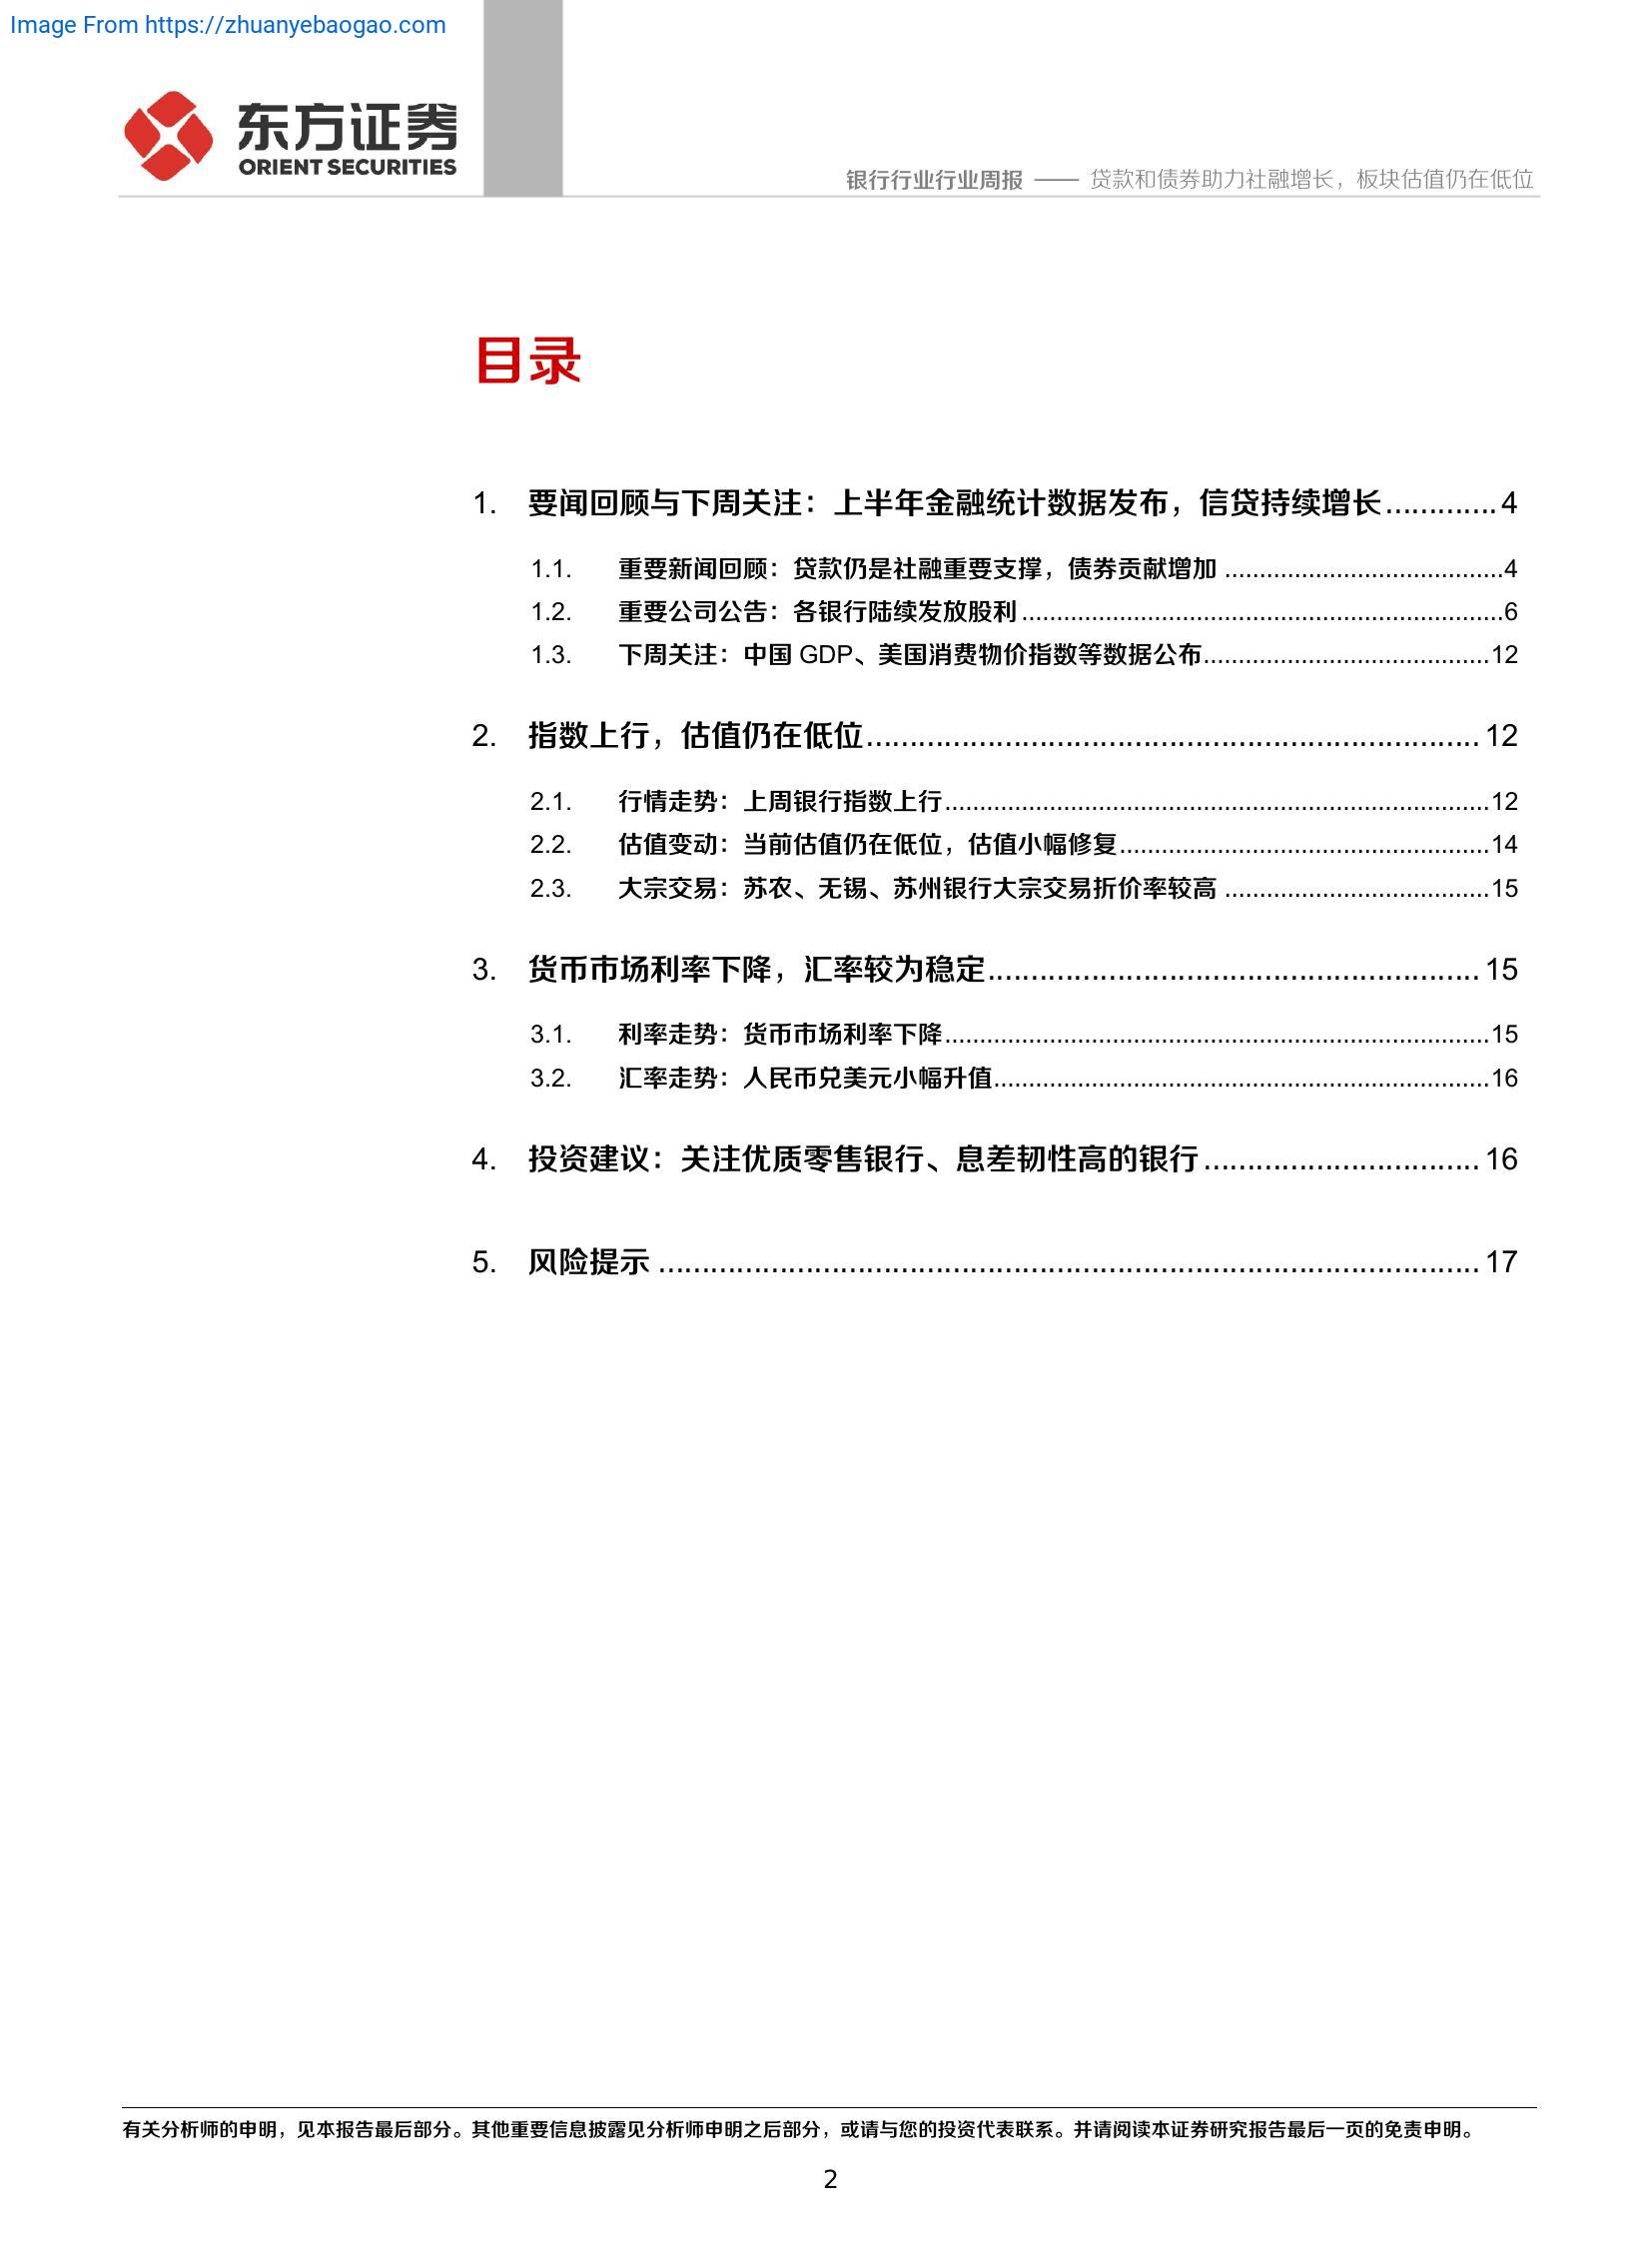 Image From https://zhuanyebaogao.com
东方证券
ORIENT SECURITIES
银行行业行业周报 —— 贷款和债券助力社融增长，板块估值仍在低位
目录
1. 要闻回顾与下周关注：上半年金融统计数据发布，信贷持续增长............. 4
1.1. 重要新闻回顾：贷款仍是社融重要支撑，债券贡献增加 ........................................4
1.2. 重要公司公告：各银行陆续发放股利 .....................................................................6
1.3. 下周关注：中国 GDP、美国消费物价指数等数据公布.........................................12
2. 指数上行，估值仍在低位....................................................................... 12
2.1. 行情走势：上周银行指数上行..............................................................................12
2.2. 估值变动：当前估值仍在低位，估值小幅修复.....................................................14
2.3. 大宗交易：苏农、无锡、苏州银行大宗交易折价率较高 ......................................15
3. 货币市场利率下降，汇率较为稳定......................................................... 15
3.1. 利率走势：货币市场利率下降..............................................................................15
3.2. 汇率走势：人民币兑美元小幅升值.......................................................................16
4. 投资建议：关注优质零售银行、息差韧性高的银行................................ 16
5. 风险提示 ............................................................................................... 17
有关分析师的申明，见本报告最后部分。其他重要信息披露见分析师申明之后部分，或请与您的投资代表联系。并请阅读本证券研究报告最后一页的免责申明。
2